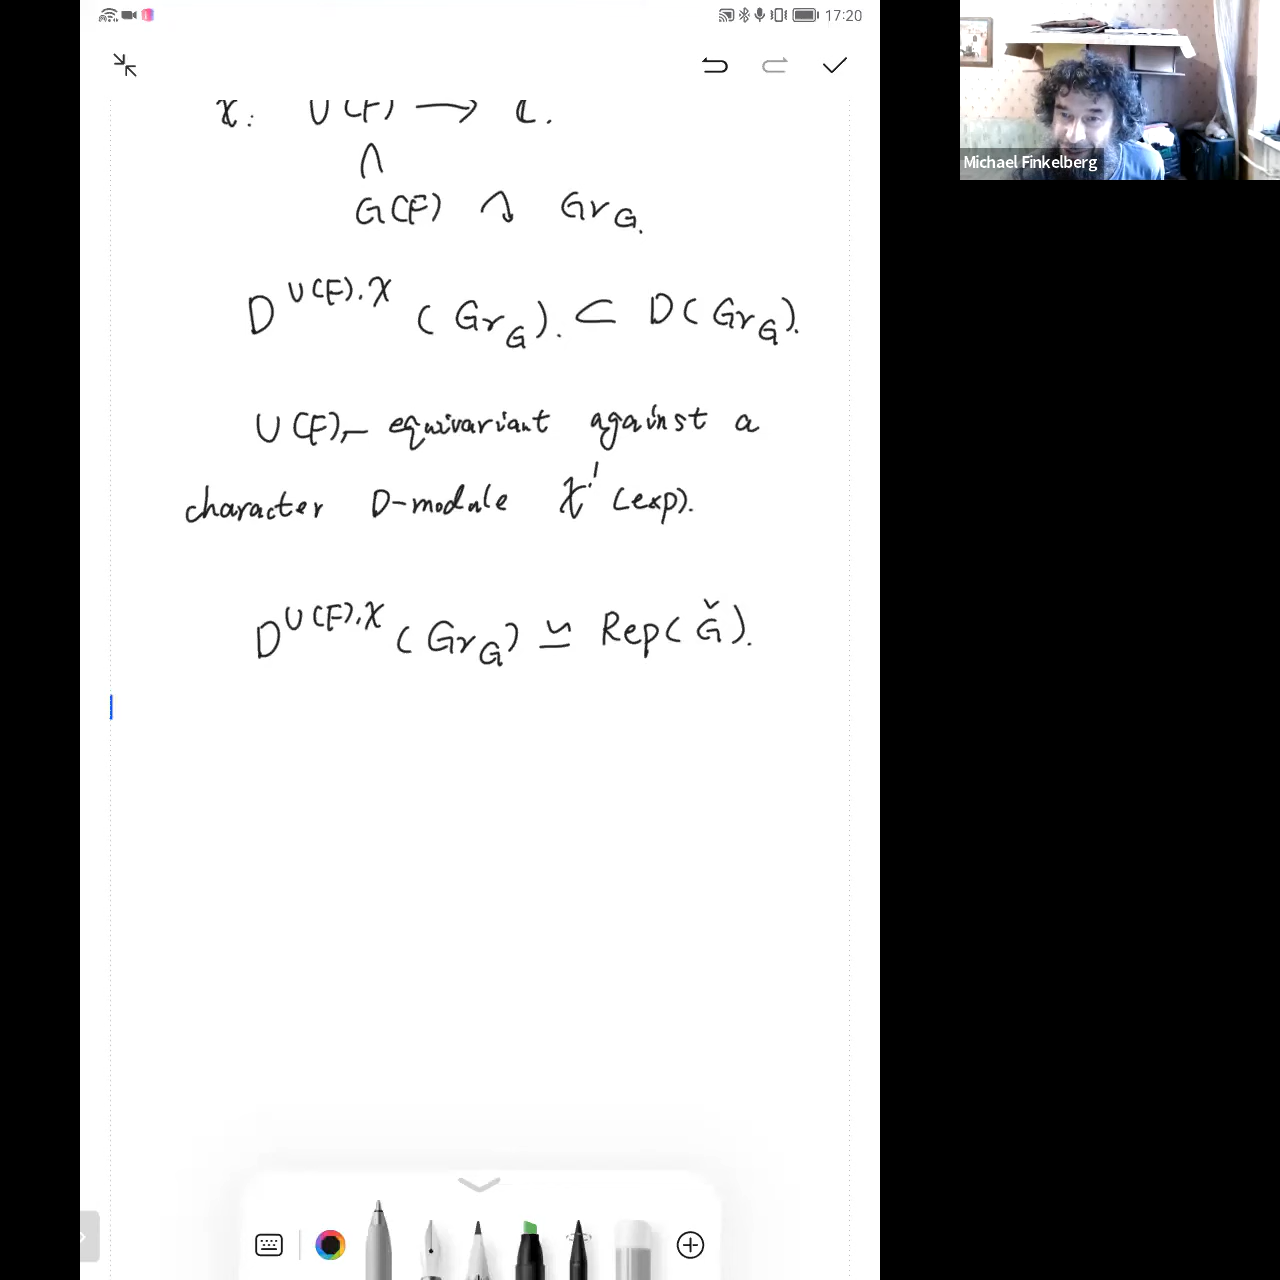 17:20
χ: U(F) ⟶ C.
∩
G(F) ↷ Gr_G.
D^{U(F),χ}(Gr_G). ⊂ D(Gr_G).
U(F)- equivariant against a
character D-module χ^!(exp).
D^{U(F),χ}(Gr_G) ≃ Rep(Ǧ).
Michael Finkelberg